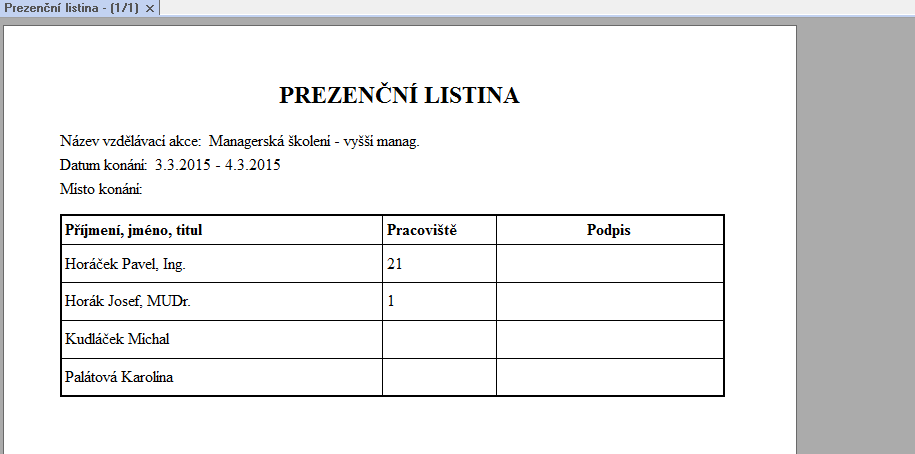 Prezenční listina - (1/1) ×
PREZENČNÍ LISTINA
Název vzdělávací akce: Managerská školení - vyšší manag.
Datum konání: 3.3.2015 - 4.3.2015
Místo konání:
Příjmení, jméno, titul Pracoviště Podpis
Horáček Pavel, Ing. 21
Horák Josef, MUDr. 1
Kudláček Michal
Palátová Karolína